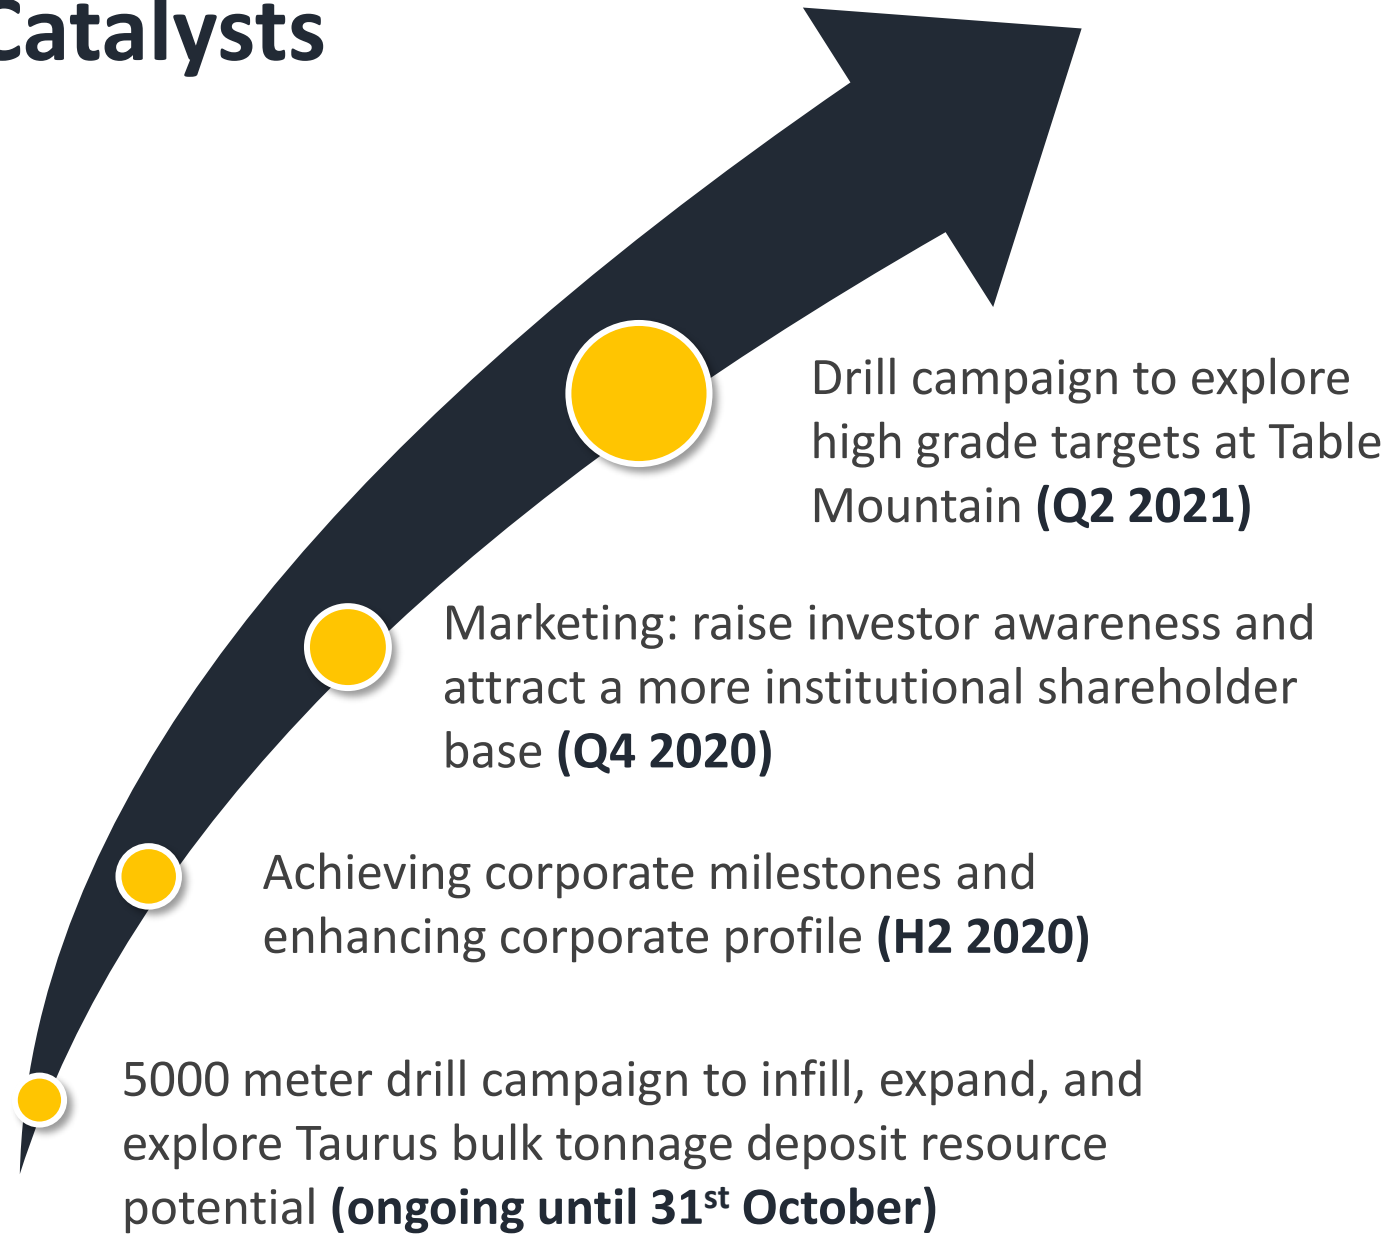 Catalysts
Drill campaign to explore
high grade targets at Table
Mountain (Q2 2021)
Marketing: raise investor awareness and
attract a more institutional shareholder
base (Q4 2020)
Achieving corporate milestones and
enhancing corporate profile (H2 2020)
5000 meter drill campaign to infill, expand, and
explore Taurus bulk tonnage deposit resource
potential (ongoing until 31st October)